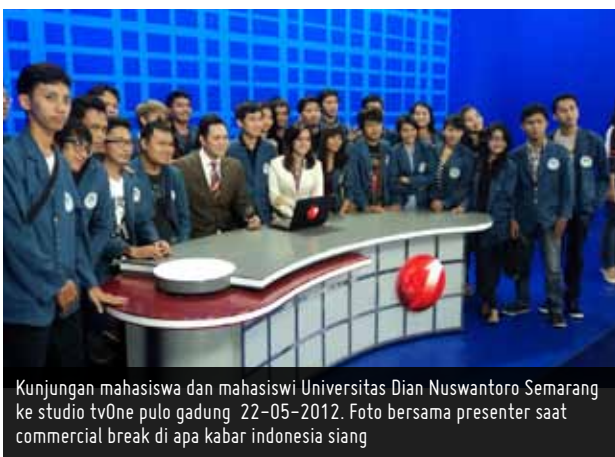 Kunjungan mahasiswa dan mahasiswi Universitas Dian Nuswantoro Semarang
ke studio tvOne pulo gadung 22-05-2012. Foto bersama presenter saat
commercial break di apa kabar indonesia siang